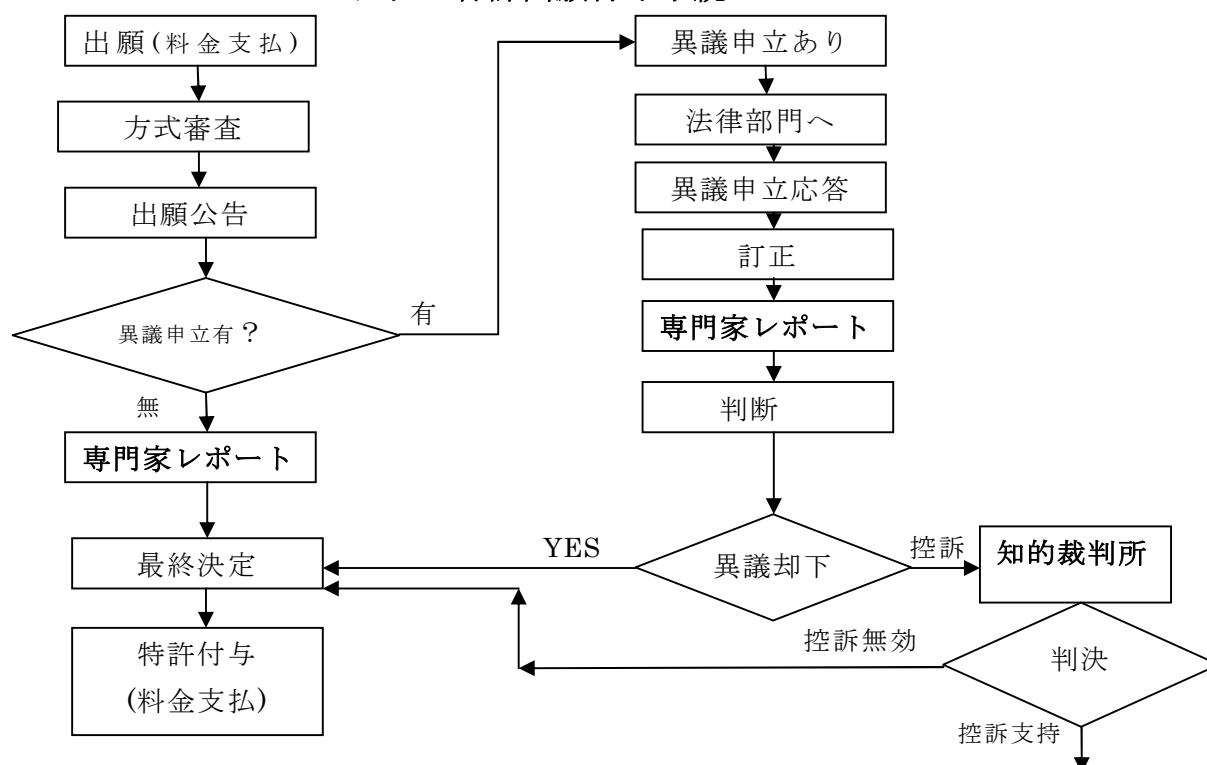 出願(料金支払)
方式審査
出願公告
異議申立有？
有
無
専門家レポート
最終決定
特許付与
(料金支払)
異議申立あり
法律部門へ
異議申立応答
訂正
専門家レポート
判断
異議却下
YES
控訴
知的裁判所
判決
控訴無効
控訴支持